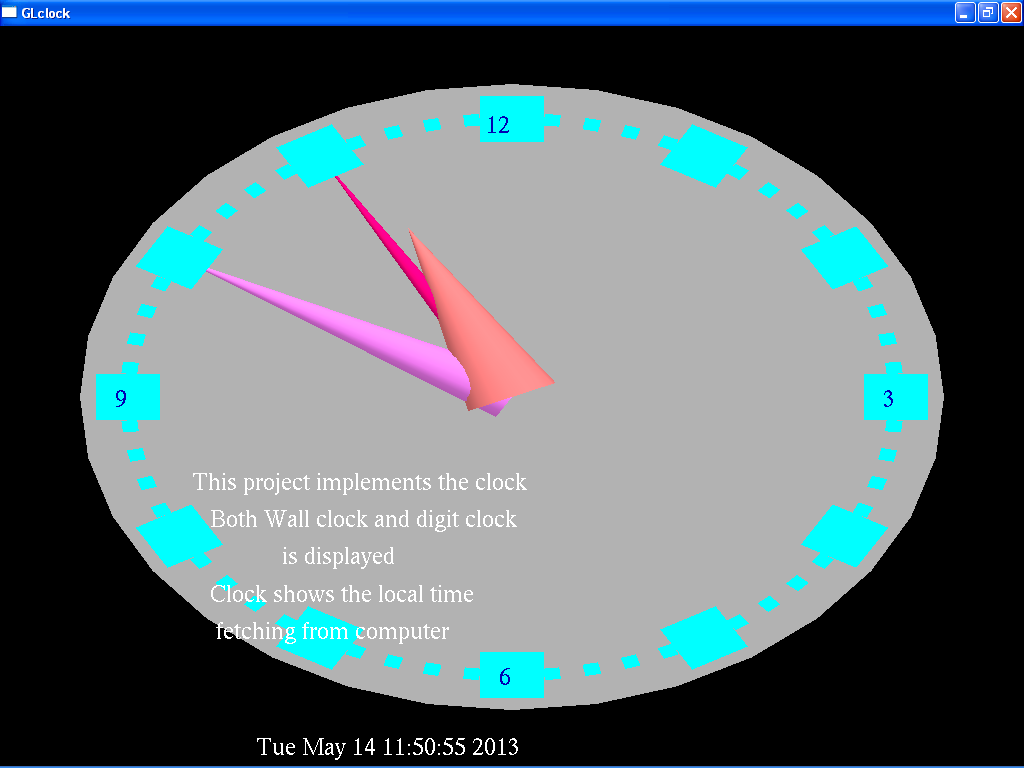 GLclock
12
9
3
This project implements the clock
Both Wall clock and digit clock
is displayed
Clock shows the local time
fetching from computer
6
Tue May 14 11:50:55 2013